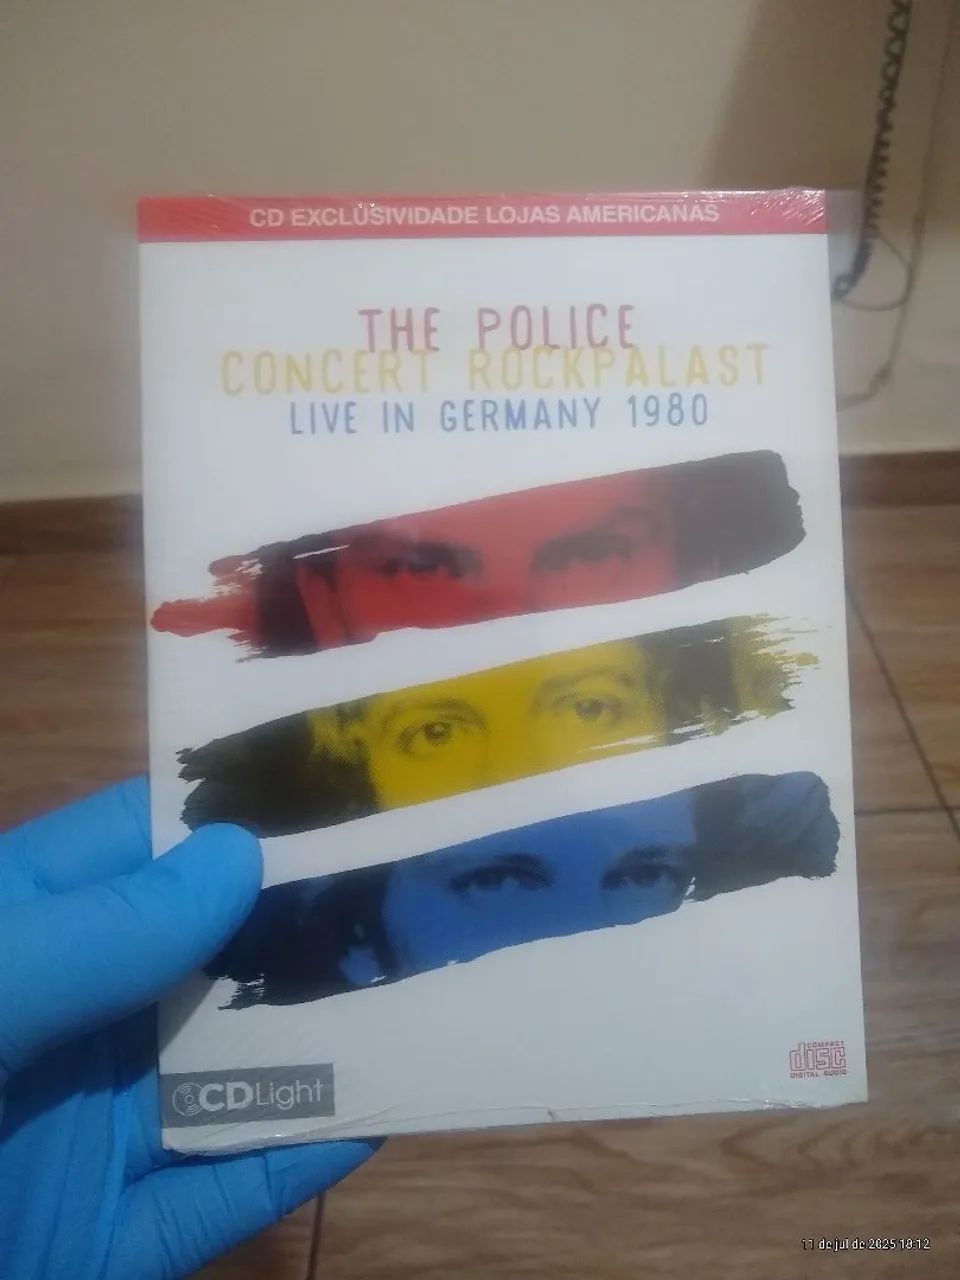 CD EXCLUSIVIDADE LOJAS AMERICANAS
THE POLICE
CONCERT ROCKPALAST
LIVE IN GERMANY 1980
CDLight
COMPACT
disc
DIGITAL AUDIO
11 de jul de 2025 18:12